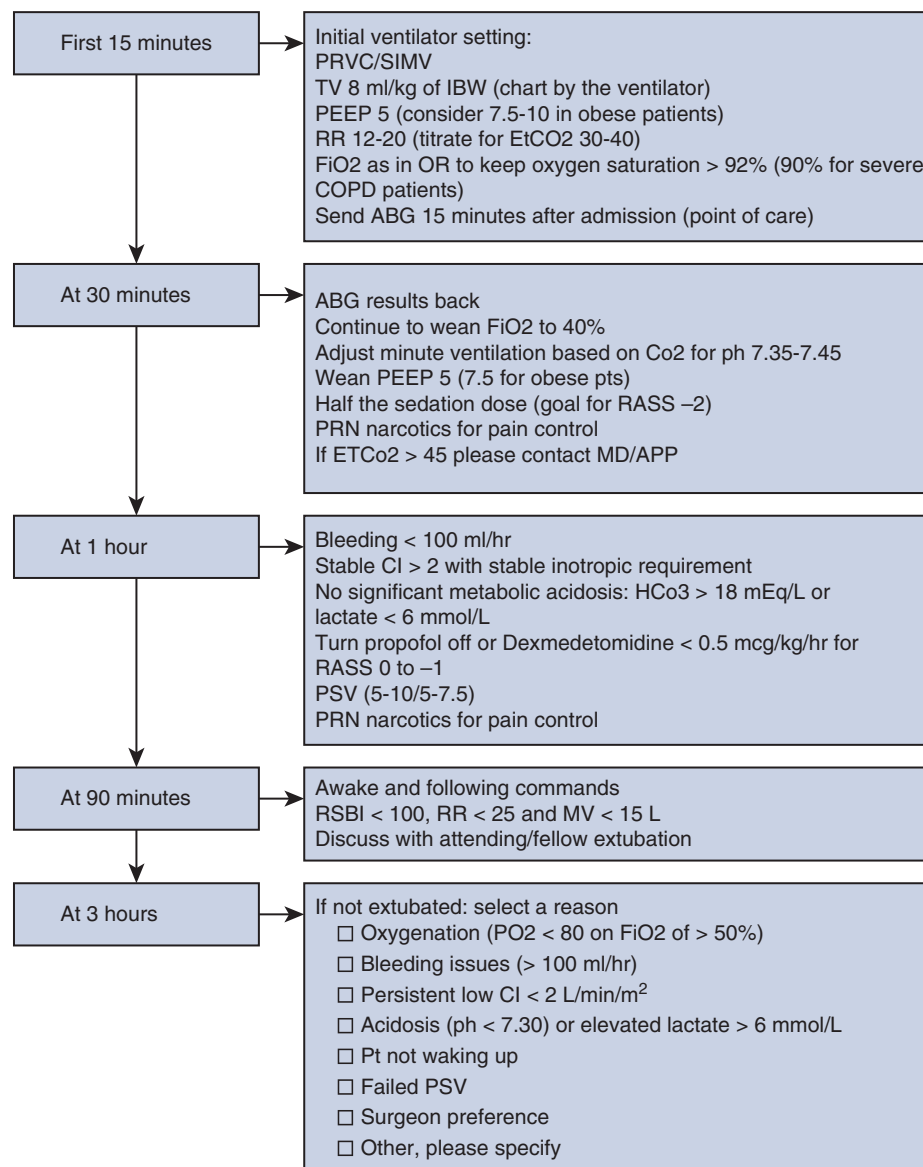 First 15 minutes
Initial ventilator setting:
PRVC/SIMV
TV 8 ml/kg of IBW (chart by the ventilator)
PEEP 5 (consider 7.5-10 in obese patients)
RR 12-20 (titrate for EtCO2 30-40)
FiO2 as in OR to keep oxygen saturation > 92% (90% for severe
COPD patients)
Send ABG 15 minutes after admission (point of care)
At 30 minutes
ABG results back
Continue to wean FiO2 to 40%
Adjust minute ventilation based on Co2 for ph 7.35-7.45
Wean PEEP 5 (7.5 for obese pts)
Half the sedation dose (goal for RASS –2)
PRN narcotics for pain control
If ETCo2 > 45 please contact MD/APP
At 1 hour
Bleeding < 100 ml/hr
Stable CI > 2 with stable inotropic requirement
No significant metabolic acidosis: HCo3 > 18 mEq/L or
lactate < 6 mmol/L
Turn propofol off or Dexmedetomidine < 0.5 mcg/kg/hr for
RASS 0 to –1
PSV (5-10/5-7.5)
PRN narcotics for pain control
At 90 minutes
Awake and following commands
RSBI < 100, RR < 25 and MV < 15 L
Discuss with attending/fellow extubation
At 3 hours
If not extubated: select a reason
☐ Oxygenation (PO2 < 80 on FiO2 of > 50%)
☐ Bleeding issues (> 100 ml/hr)
☐ Persistent low CI < 2 L/min/m²
☐ Acidosis (ph < 7.30) or elevated lactate > 6 mmol/L
☐ Pt not waking up
☐ Failed PSV
☐ Surgeon preference
☐ Other, please specify